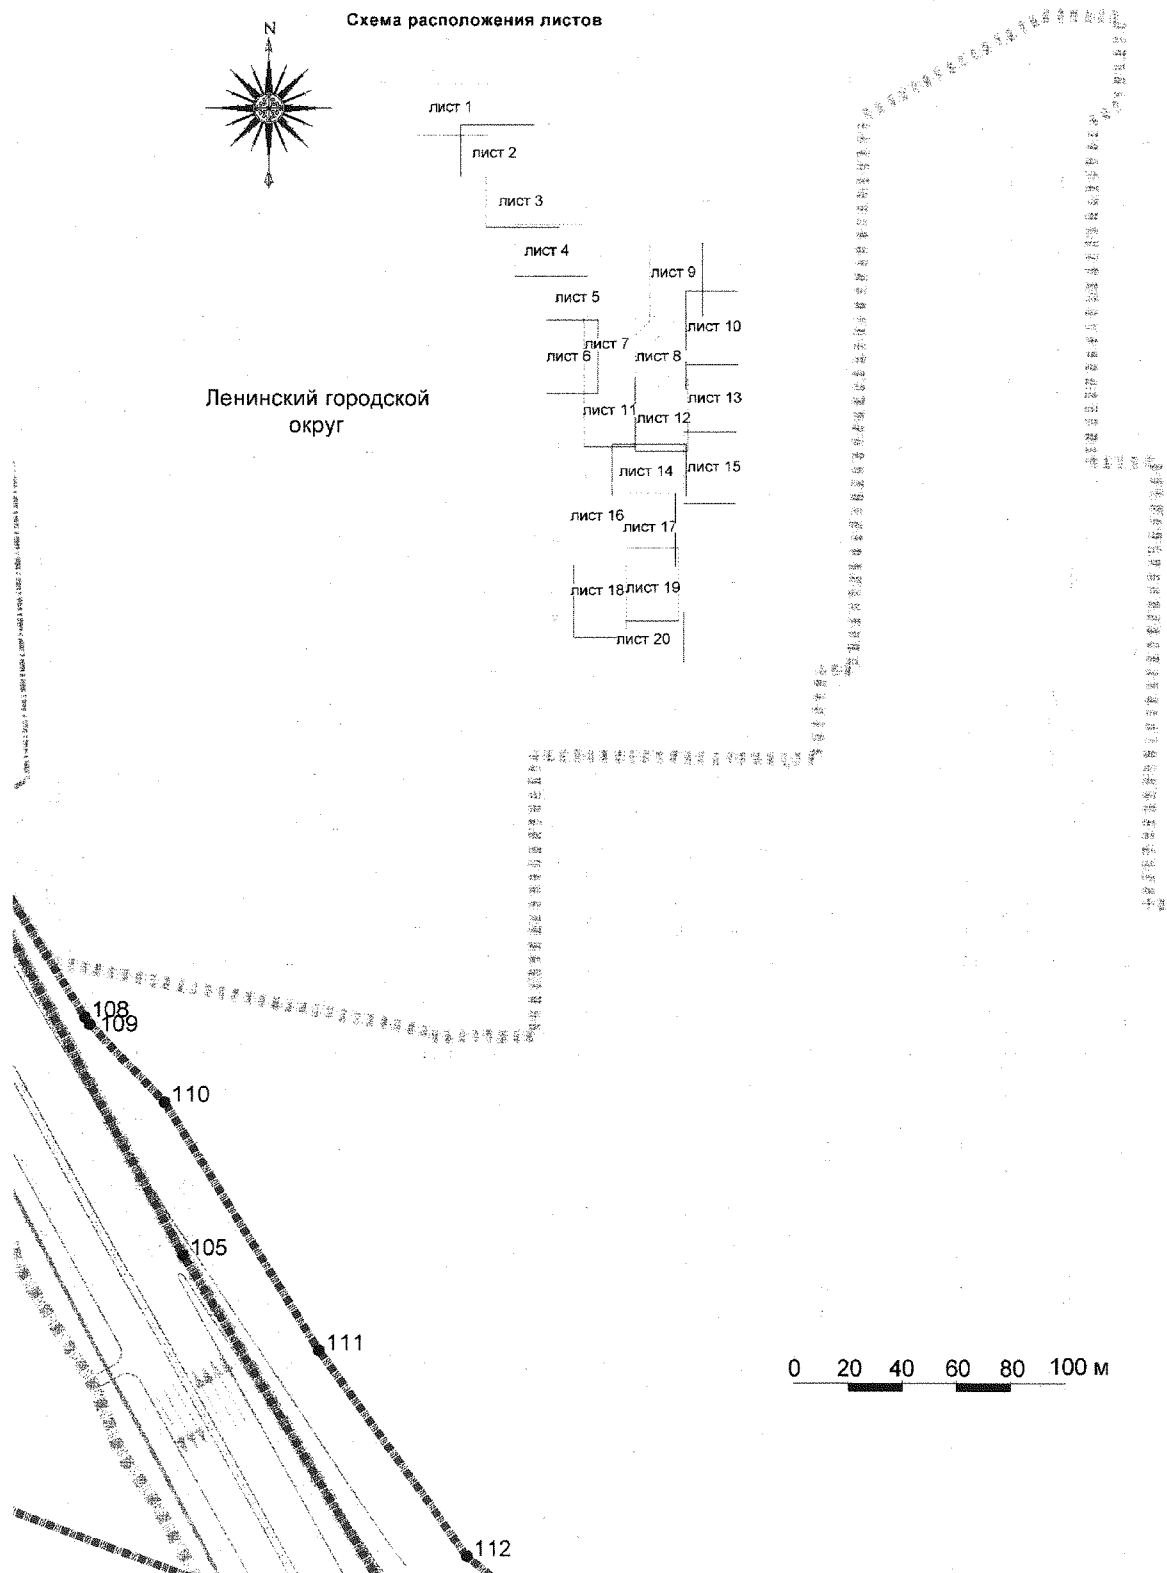 Схема расположения листов
N
лист 1
лист 2
лист 3
лист 4
лист 9
лист 5
лист 10
лист 7
лист 6
лист 8
Ленинский городской
округ
лист 13
лист 11
лист 12
лист 14
лист 15
лист 16
лист 17
лист 18
лист 19
лист 20
108
109
110
105
111
0 20 40 60 80 100 м
112